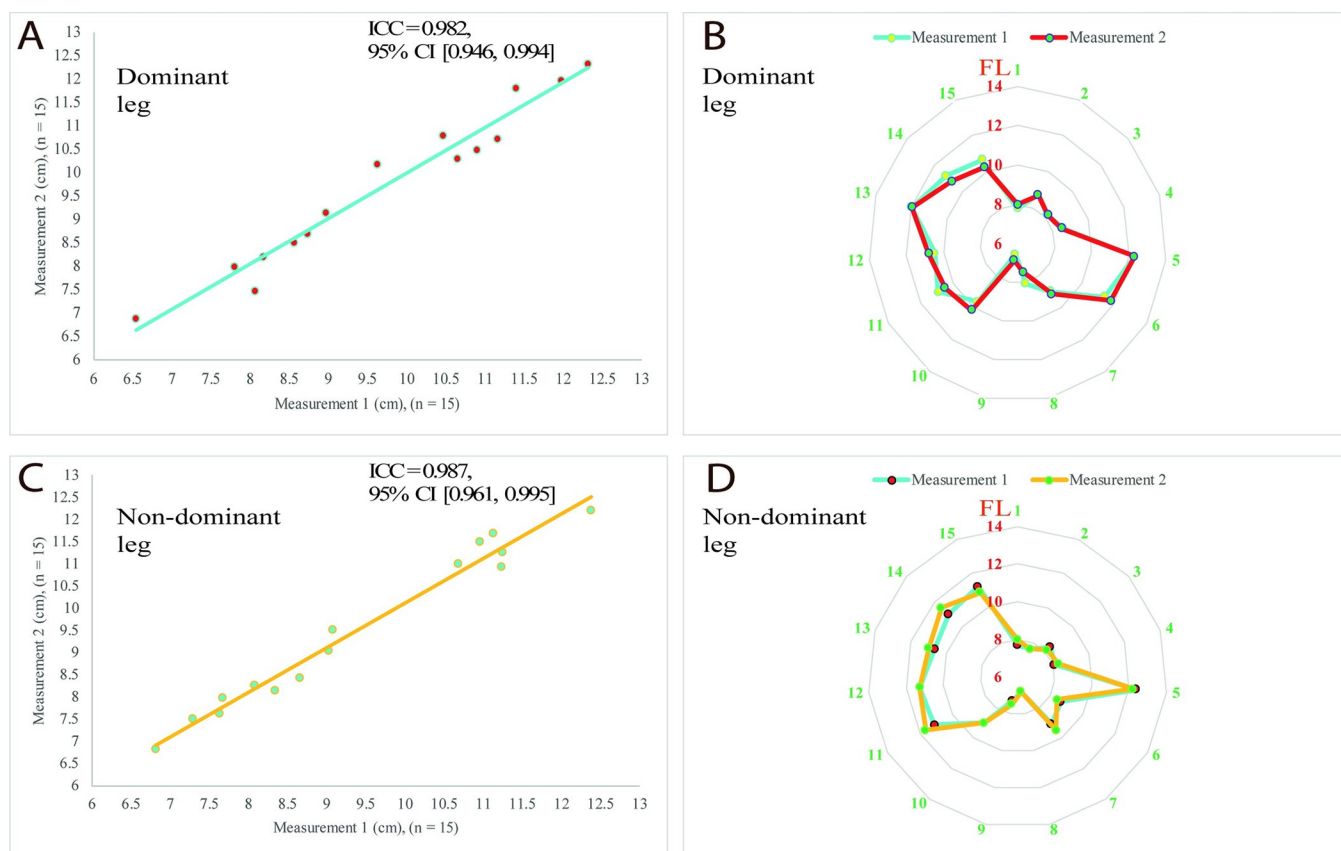 A
Dominant
leg
ICC=0.982,
95% CI [0.946, 0.994]
13
12.5
12
11.5
11
10.5
10
9.5
9
8.5
8
7.5
7
6.5
6
Measurement 2 (cm), (n = 15)
6 7 7.5 8 8.5 9 10 10.5 11 11.5 12 12.5 13
Measurement 1 (cm), (n = 15)
B
Measurement 1 Measurement 2
Dominant
leg
FL
14
12
10
8
6
1
2
3
4
5
6
7
8
9
10
11
12
13
14
15
C
Non-dominant
leg
ICC=0.987,
95% CI [0.961, 0.995]
13
12.5
12
11.5
11
10.5
10
9.5
9
8.5
8
7.5
7
6.5
6
Measurement 2 (cm), (n = 15)
6 7 7.5 8 8.5 9 10 10.5 11 11.5 12 12.5 13
Measurement 1 (cm), (n = 15)
D
Measurement 1 Measurement 2
Non-dominant
leg
FL
14
12
10
8
6
1
2
3
4
5
6
7
8
9
10
11
12
13
14
15